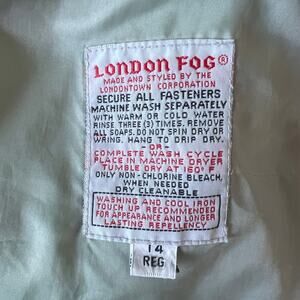 LONDON FOG®
MADE AND STYLED BY THE
LONDONTOWN CORPORATION
SECURE ALL FASTENERS
MACHINE WASH SEPARATELY
WITH WARM OR COLD WATER
RINSE THREE (3) TIMES. REMOVE
ALL SOAPS. DO NOT SPIN DRY OR
WRING. HANG TO DRIP DRY.
-OR-
COMPLETE WASH CYCLE
PLACE IN MACHINE DRYER
TUMBLE DRY AT 160° F
ONLY NON-CHLORINE BLEACH,
WHEN NEEDED
DRY CLEANABLE
WASHING AND COOL IRON
TOUCH UP RECOMMENDED
FOR APPEARANCE AND LONGER
LASTING REPELLENCY
14
REG.